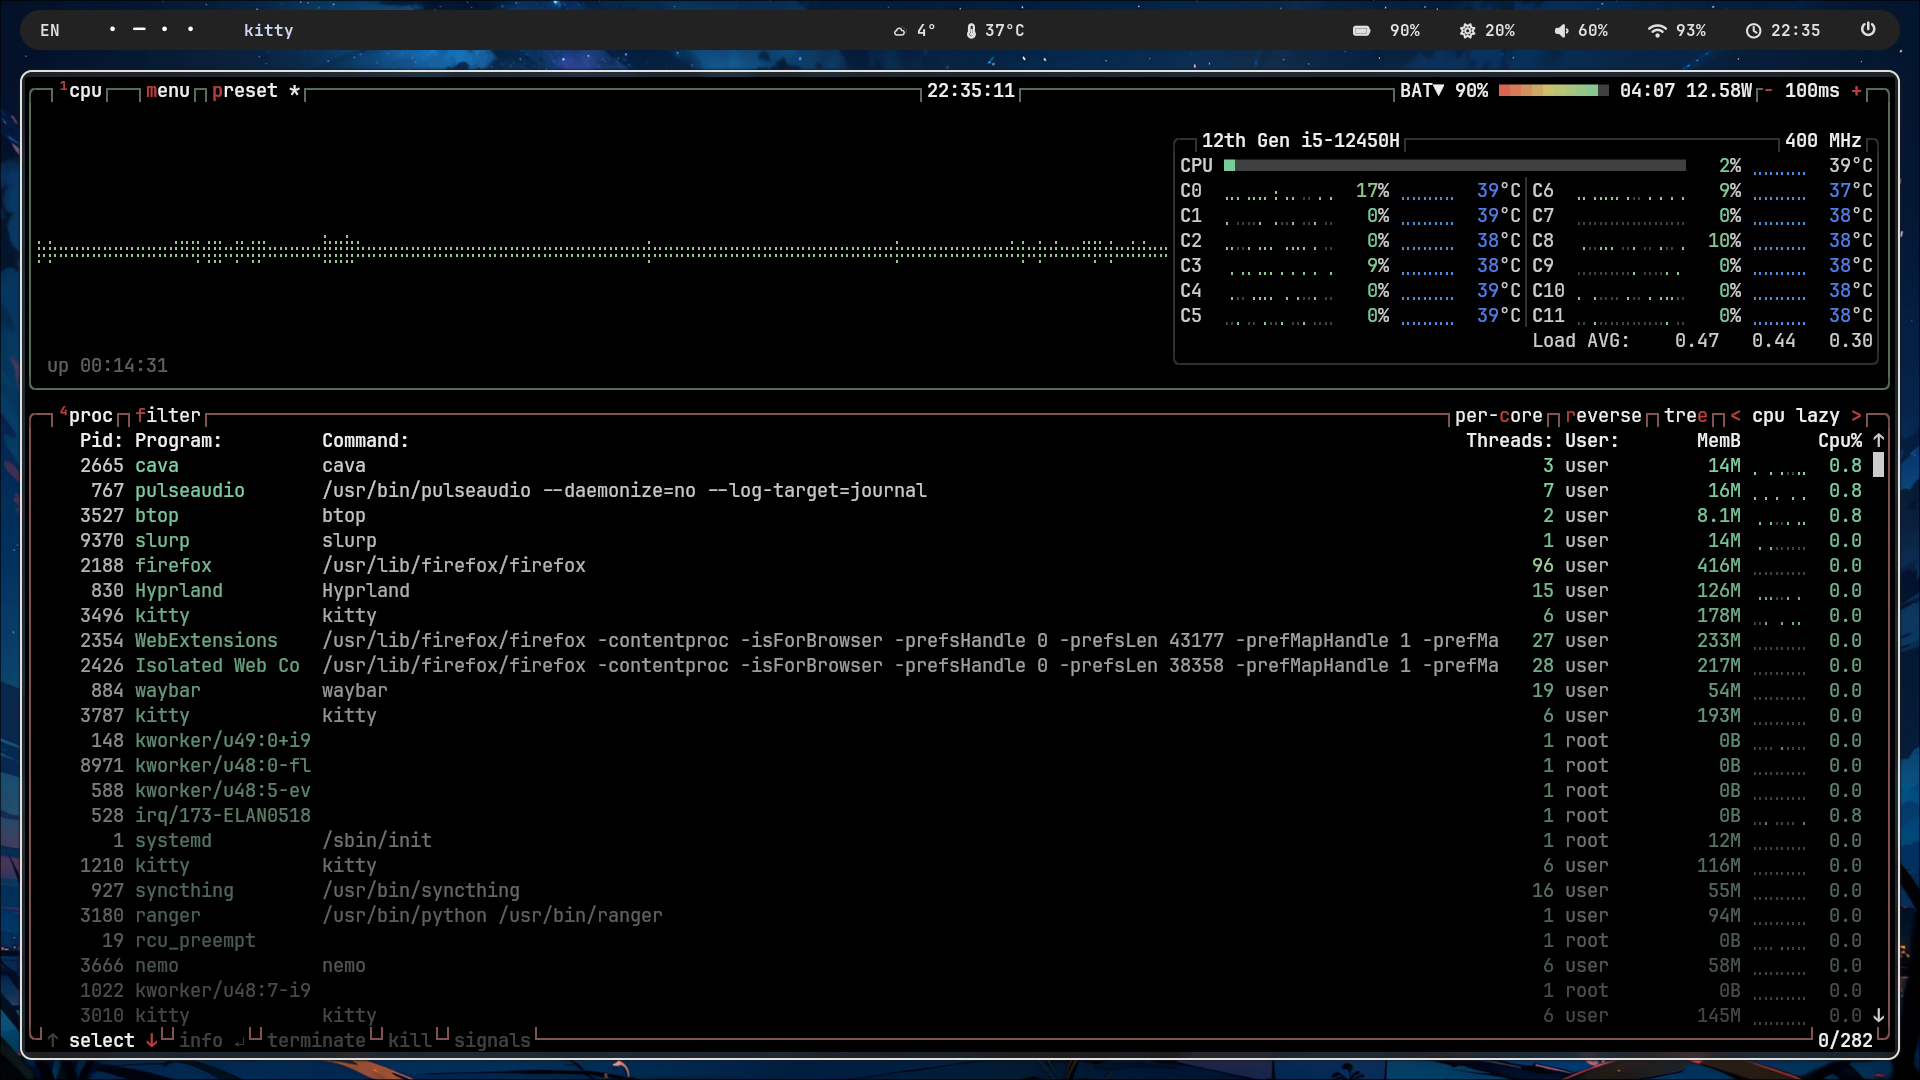 EN kitty 4° 37°C 90% 20% 60% 93% 22:35
1cpu menu preset * 22:35:11 BAT▼ 90% 04:07 12.58W - 100ms +
12th Gen i5-12450H 400 MHz
CPU 2% 39°C
C0 17% 39°C C6 9% 37°C
C1 0% 39°C C7 0% 38°C
C2 0% 38°C C8 10% 38°C
C3 9% 38°C C9 0% 38°C
C4 0% 39°C C10 0% 38°C
C5 0% 39°C C11 0% 38°C
Load AVG: 0.47 0.44 0.30
up 00:14:31
4proc filter per-core reverse tree < cpu lazy >
Pid: Program: Command: Threads: User: MemB Cpu% ↑
2665 cava cava 3 user 14M 0.8
767 pulseaudio /usr/bin/pulseaudio --daemonize=no --log-target=journal 7 user 16M 0.8
3527 btop btop 2 user 8.1M 0.8
9370 slurp slurp 1 user 14M 0.0
2188 firefox /usr/lib/firefox/firefox 96 user 416M 0.0
830 Hyprland Hyprland 15 user 126M 0.0
3496 kitty kitty 6 user 178M 0.0
2354 WebExtensions /usr/lib/firefox/firefox -contentproc -isForBrowser -prefsHandle 0 -prefsLen 43177 -prefMapHandle 1 -prefMa 27 user 233M 0.0
2426 Isolated Web Co /usr/lib/firefox/firefox -contentproc -isForBrowser -prefsHandle 0 -prefsLen 38358 -prefMapHandle 1 -prefMa 28 user 217M 0.0
884 waybar waybar 19 user 54M 0.0
3787 kitty kitty 6 user 193M 0.0
148 kworker/u49:0+i9 1 root 0B 0.0
8971 kworker/u48:0-fl 1 root 0B 0.0
588 kworker/u48:5-ev 1 root 0B 0.0
528 irq/173-ELAN0518 1 root 0B 0.8
1 systemd /sbin/init 1 root 12M 0.0
1210 kitty kitty 6 user 116M 0.0
927 syncthing /usr/bin/syncthing 16 user 55M 0.0
3180 ranger /usr/bin/python /usr/bin/ranger 1 user 94M 0.0
19 rcu_preempt 1 root 0B 0.0
3666 nemo nemo 6 user 58M 0.0
1022 kworker/u48:7-i9 1 root 0B 0.0
3010 kitty kitty 6 user 145M 0.0 ↓
↑ select ↓ info ↵ terminate kill signals 0/282